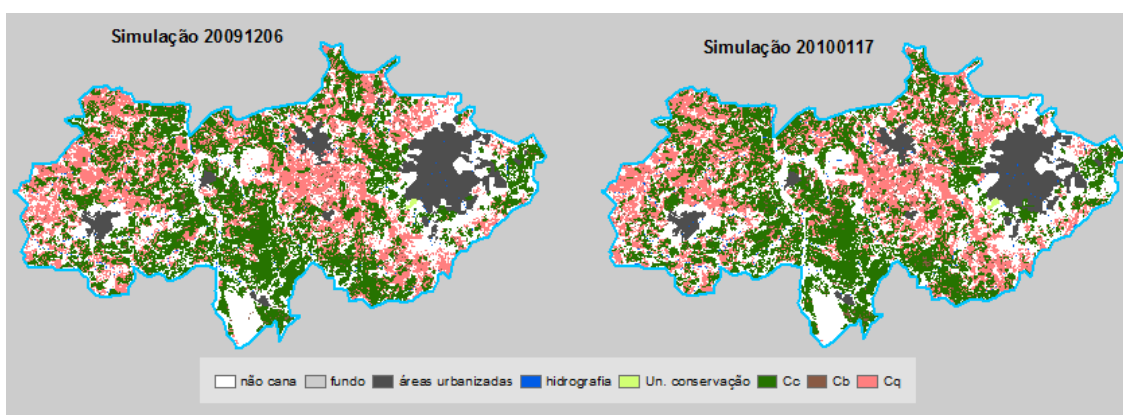 Simulação 20091206
Simulação 20100117
não cana fundo áreas urbanizadas hidrografia Un. conservação Cc Cb Cq